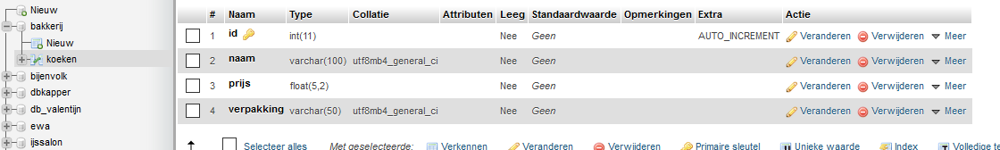 Nieuw
bakkerij
Nieuw
koeken
bijenvolk
dbkapper
db_valentijn
ewa
ijssalon
# Naam Type Collatie Attributen Leeg Standaardwaarde Opmerkingen Extra Actie
1 id int(11) Nee Geen AUTO_INCREMENT Veranderen Verwijderen Meer
2 naam varchar(100) utf8mb4_general_ci Nee Geen Veranderen Verwijderen Meer
3 prijs float(5,2) Nee Geen Veranderen Verwijderen Meer
4 verpakking varchar(50) utf8mb4_general_ci Nee Geen Veranderen Verwijderen Meer
Selecteer alles Met geselecteerde: Verkennen Veranderen Verwijderen Primaire sleutel Unieke waarde Index Volledige t